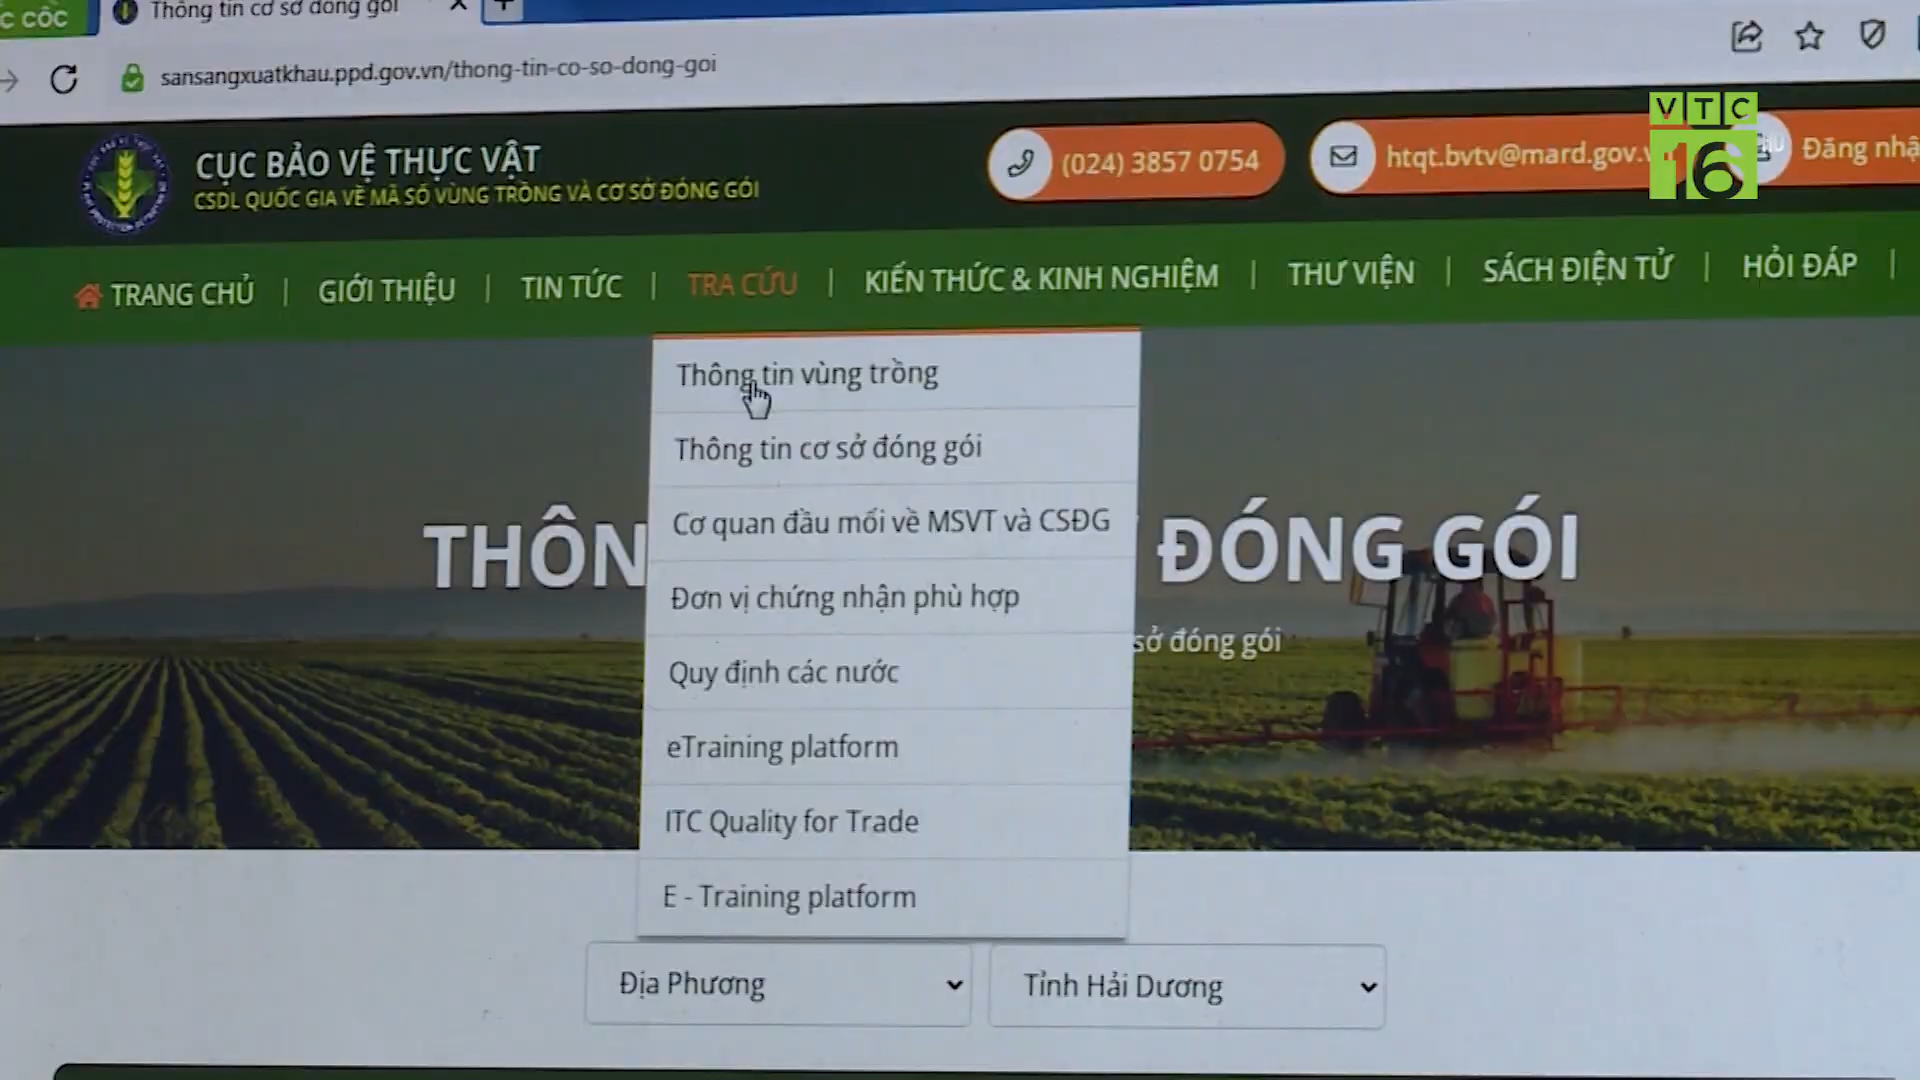 c cốc
Thông tin cơ sở đóng gói
sansangxuatkhau.ppd.gov.vn/thong-tin-co-so-dong-goi
VTC
16
CỤC BẢO VỆ THỰC VẬT
CSDL QUỐC GIA VỀ MÃ SỐ VÙNG TRỒNG VÀ CƠ SỞ ĐÓNG GÓI
(024) 3857 0754
htqt.bvtv@mard.gov.v
Đăng nhậ
TRANG CHỦ | GIỚI THIỆU | TIN TỨC | TRA CỨU | KIẾN THỨC & KINH NGHIỆM | THƯ VIỆN | SÁCH ĐIỆN TỬ | HỎI ĐÁP |
Thông tin vùng trồng
Thông tin cơ sở đóng gói
Cơ quan đầu mối về MSVT và CSĐG
Đơn vị chứng nhận phù hợp
Quy định các nước
eTraining platform
ITC Quality for Trade
E - Training platform
THÔN ĐÓNG GÓI
sở đóng gói
Địa Phương
Tỉnh Hải Dương